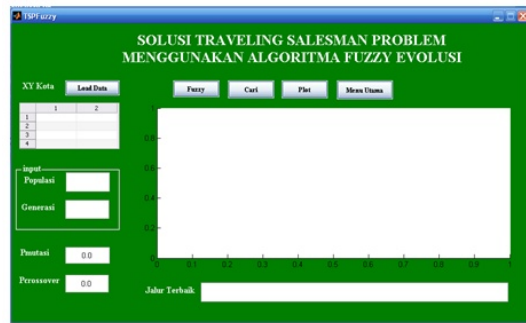 TSPFuzzy
SOLUSI TRAVELING SALESMAN PROBLEM
MENGGUNAKAN ALGORITMA FUZZY EVOLUSI
XY Kota Load Data Fuzzy Cari Plot Menu Utama
1 2
1
2
3
4
input
Populasi
Generasi
Pmutasi 0.0
Pcrossover 0.0
1
0.8
0.6
0.4
0.2
0
0 0.1 0.2 0.3 0.4 0.5 0.6 0.7 0.8 0.9 1
Jalur Terbaik